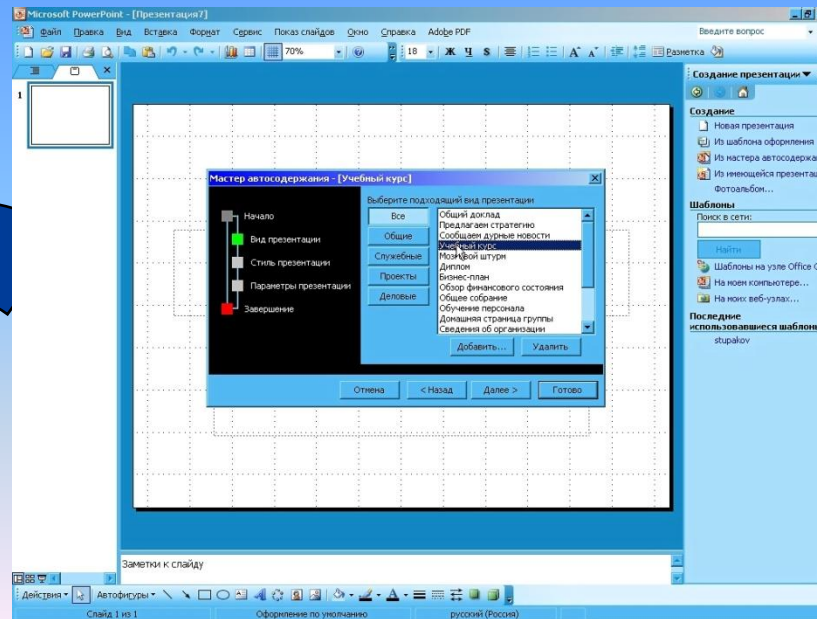 Microsoft PowerPoint - [Презентация7]
Файл Правка Вид Вставка Формат Сервис Показ слайдов Окно Справка Adobe PDF
Введите вопрос
70%
18
Ж Ч S
Разметка
1
Создание презентации
Создание
Новая презентация
Из шаблона оформления
Из мастера автосодержа
Из имеющейся презентац
Фотоальбом...
Шаблоны
Поиск в сети:
Найти
Шаблоны на узле Office O
На моем компьютере...
На моих веб-узлах...
Последние
использовавшиеся шаблоны
stupakov
Мастер автосодержания - [Учебный курс]
Начало
Вид презентации
Стиль презентации
Параметры презентации
Завершение
Выберите подходящий вид презентации
Все
Общие
Служебные
Проекты
Деловые
Общий доклад
Предлагаем стратегию
Сообщаем дурные новости
Учебный курс
Мозговой штурм
Диплом
Бизнес-план
Обзор финансового состояния
Общее собрание
Обучение персонала
Домашняя страница группы
Сведения об организации
Добавить...
Удалить
Отмена
< Назад
Далее >
Готово
Заметки к слайду
Действия
Автофигуры
Слайд 1 из 1
Оформление по умолчанию
русский (Россия)